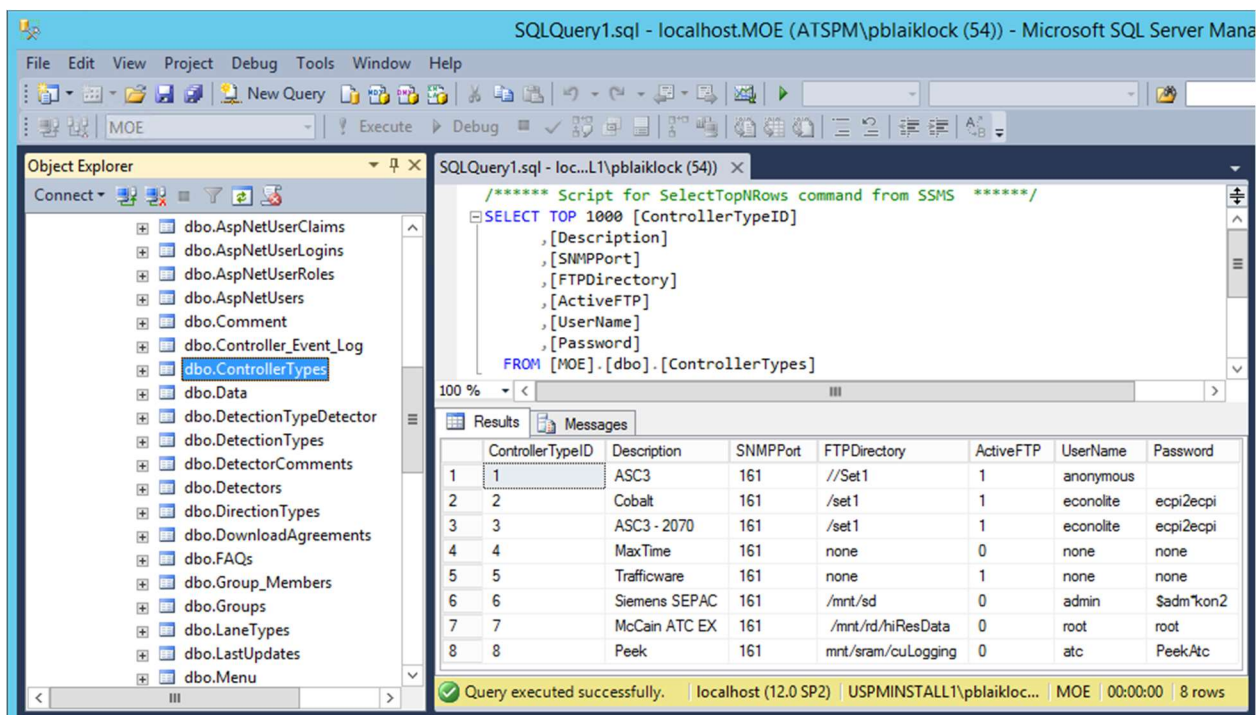 SQLQuery1.sql - localhost.MOE (ATSPM\pblaiklock (54)) - Microsoft SQL Server Mana
File Edit View Project Debug Tools Window Help
New Query
MOE Execute Debug
Object Explorer
Connect
dbo.AspNetUserClaims
dbo.AspNetUserLogins
dbo.AspNetUserRoles
dbo.AspNetUsers
dbo.Comment
dbo.Controller_Event_Log
dbo.ControllerTypes
dbo.Data
dbo.DetectionTypeDetector
dbo.DetectionTypes
dbo.DetectorComments
dbo.Detectors
dbo.DirectionTypes
dbo.DownloadAgreements
dbo.FAQs
dbo.Group_Members
dbo.Groups
dbo.LaneTypes
dbo.LastUpdates
dbo.Menu
SQLQuery1.sql - loc...L1\pblaiklock (54))
/****** Script for SelectTopNRows command from SSMS ******/
SELECT TOP 1000 [ControllerTypeID]
,[Description]
,[SNMPPort]
,[FTPDirectory]
,[ActiveFTP]
,[UserName]
,[Password]
FROM [MOE].[dbo].[ControllerTypes]
100 %
Results Messages
ControllerTypeID Description SNMPPort FTPDirectory ActiveFTP UserName Password
1 1 ASC3 161 //Set1 1 anonymous
2 2 Cobalt 161 /set1 1 econolite ecpi2ecpi
3 3 ASC3 - 2070 161 /set1 1 econolite ecpi2ecpi
4 4 MaxTime 161 none 0 none none
5 5 Trafficware 161 none 1 none none
6 6 Siemens SEPAC 161 /mnt/sd 0 admin $adm*kon2
7 7 McCain ATC EX 161 /mnt/rd/hiResData 0 root root
8 8 Peek 161 mnt/sram/cuLogging 0 atc PeekAtc
Query executed successfully. localhost (12.0 SP2) USPMINSTALL1\pblaikloc... MOE 00:00:00 8 rows